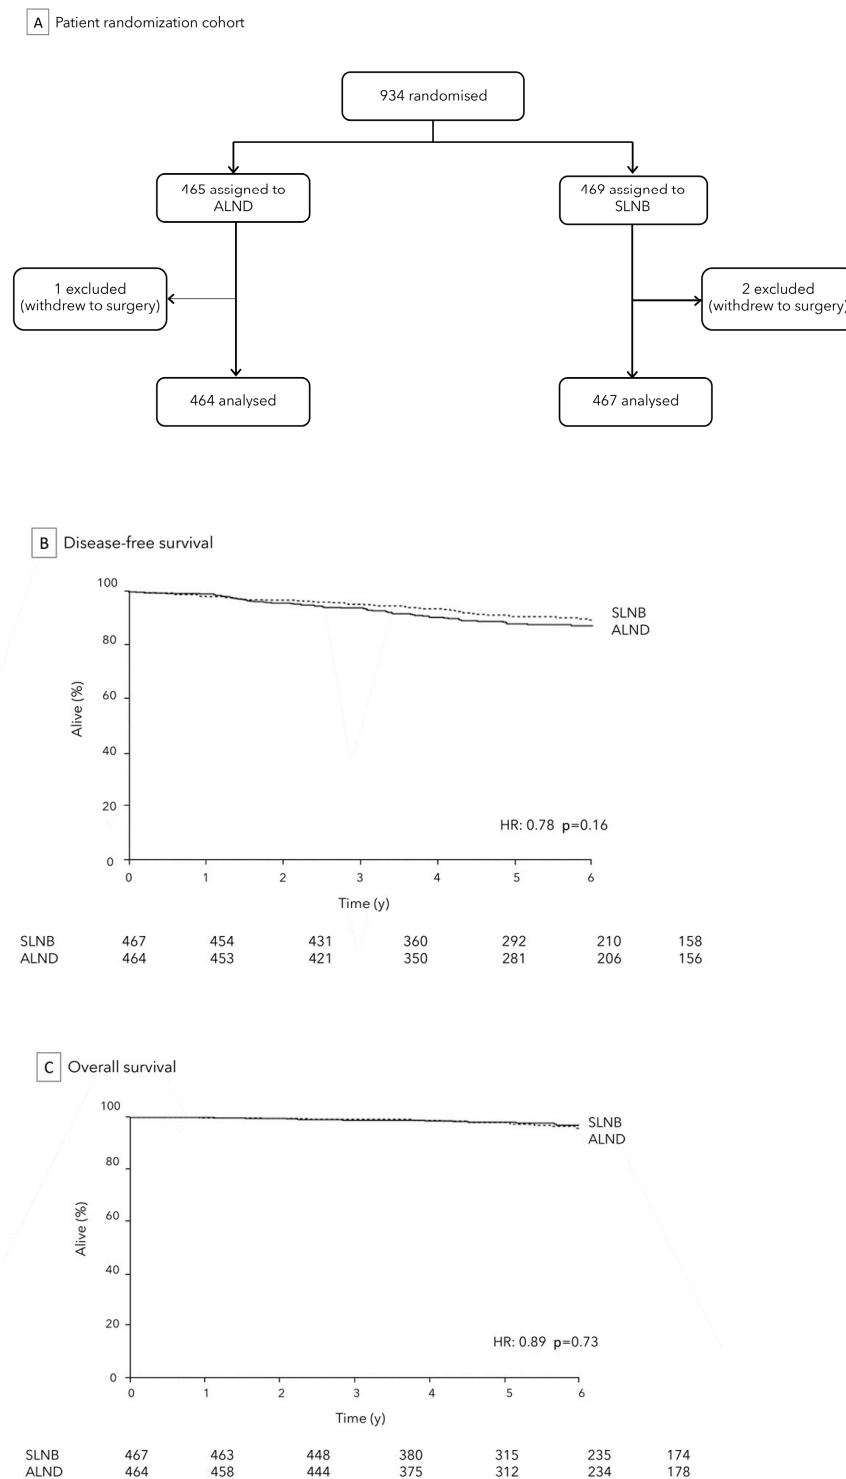 A Patient randomization cohort
934 randomised
465 assigned to
ALND
469 assigned to
SLNB
1 excluded
(withdrew to surgery)
2 excluded
(withdrew to surgery)
464 analysed
467 analysed
B Disease-free survival
100
80
60
40
20
0
Alive (%)
SLNB
ALND
HR: 0.78 p=0.16
0 1 2 3 4 5 6
Time (y)
SLNB 467 454 431 360 292 210 158
ALND 464 453 421 350 281 206 156
C Overall survival
100
80
60
40
20
0
Alive (%)
SLNB
ALND
HR: 0.89 p=0.73
0 1 2 3 4 5 6
Time (y)
SLNB 467 463 448 380 315 235 174
ALND 464 458 444 375 312 234 178